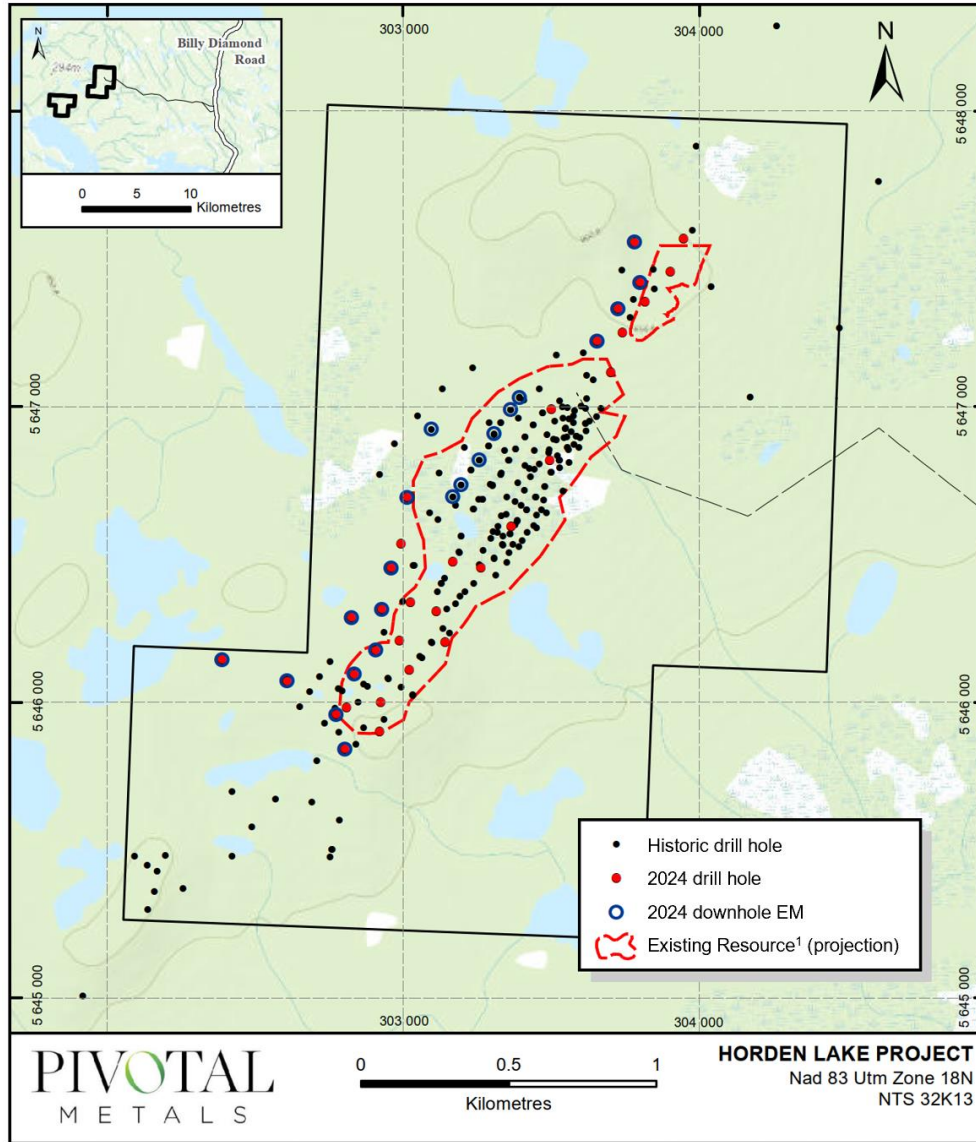 303 000
304 000
N
Billy Diamond
Road
0 5 10
Kilometres
N
5 648 000
5 648 000
5 647 000
5 647 000
5 646 000
5 646 000
Historic drill hole
2024 drill hole
2024 downhole EM
Existing Resource¹ (projection)
5 645 000
5 645 000
303 000
304 000
PIVOTAL
METALS
0 0.5 1
Kilometres
HORDEN LAKE PROJECT
Nad 83 Utm Zone 18N
NTS 32K13